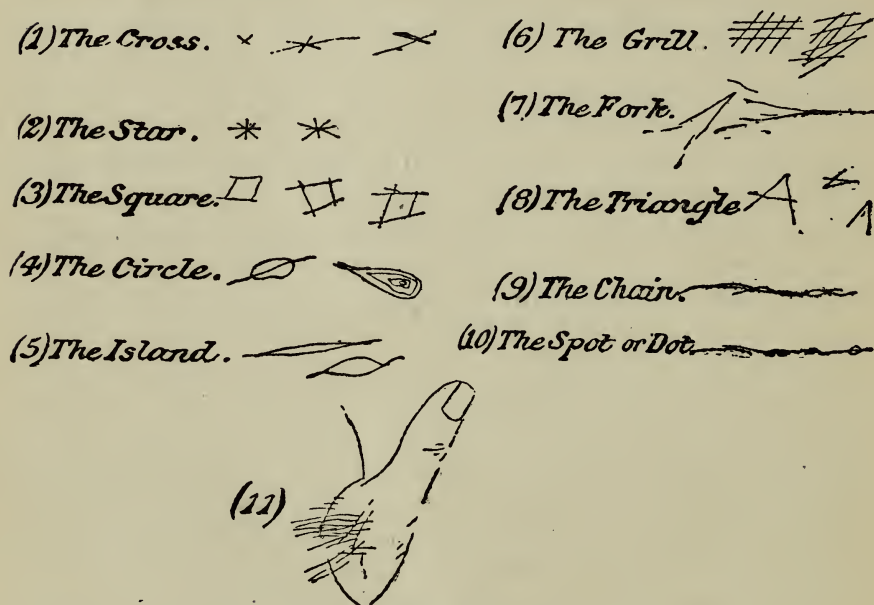 (1) The Cross.
(2) The Star.
(3) The Square.
(4) The Circle.
(5) The Island.
(6) The Grill.
(7) The Fork.
(8) The Triangle
(9) The Chain.
(10) The Spot or Dot
(11)